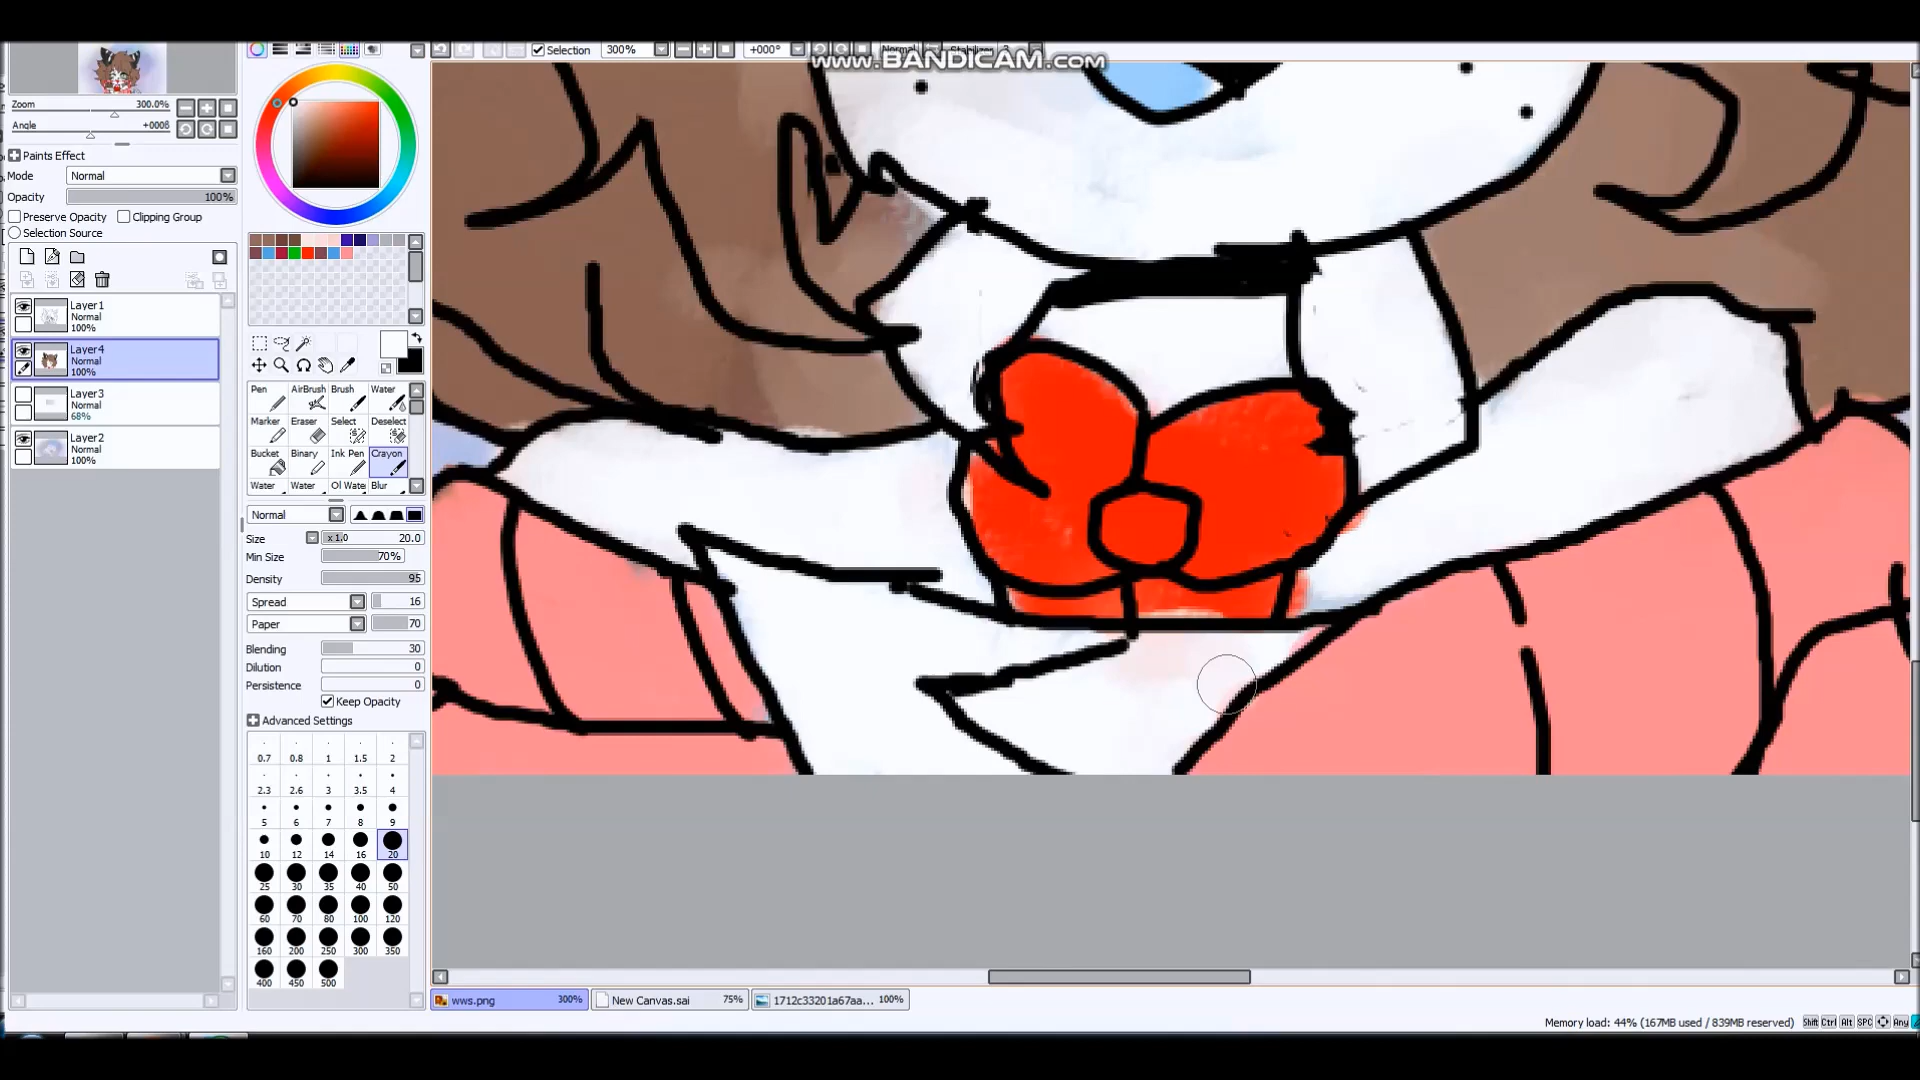 Selection 300% +000° Normal Stabilizer 3
www.BANDICAM.com
Zoom 300.0%
Angle +000ß
Paints Effect
Mode Normal
Opacity 100%
Preserve Opacity Clipping Group
Selection Source
Layer1
Normal
100%
Layer4
Normal
100%
Layer3
Normal
68%
Layer2
Normal
100%
Pen AirBrush Brush Water
Marker Eraser Select Deselect
Bucket Binary Ink Pen Crayon
Water Water Ol Wate Blur
Normal
Size x 1.0 20.0
Min Size 70%
Density 95
Spread 16
Paper 70
Blending 30
Dilution 0
Persistence 0
Keep Opacity
Advanced Settings
0.7 0.8 1 1.5 2
2.3 2.6 3 3.5 4
5 6 7 8 9
10 12 14 16 20
25 30 35 40 50
60 70 80 100 120
160 200 250 300 350
400 450 500
wws.png 300% New Canvas.sai 75% 1712c33201a67aa... 100%
Memory load: 44% (167MB used / 839MB reserved) Shift Ctrl Alt SPC Any